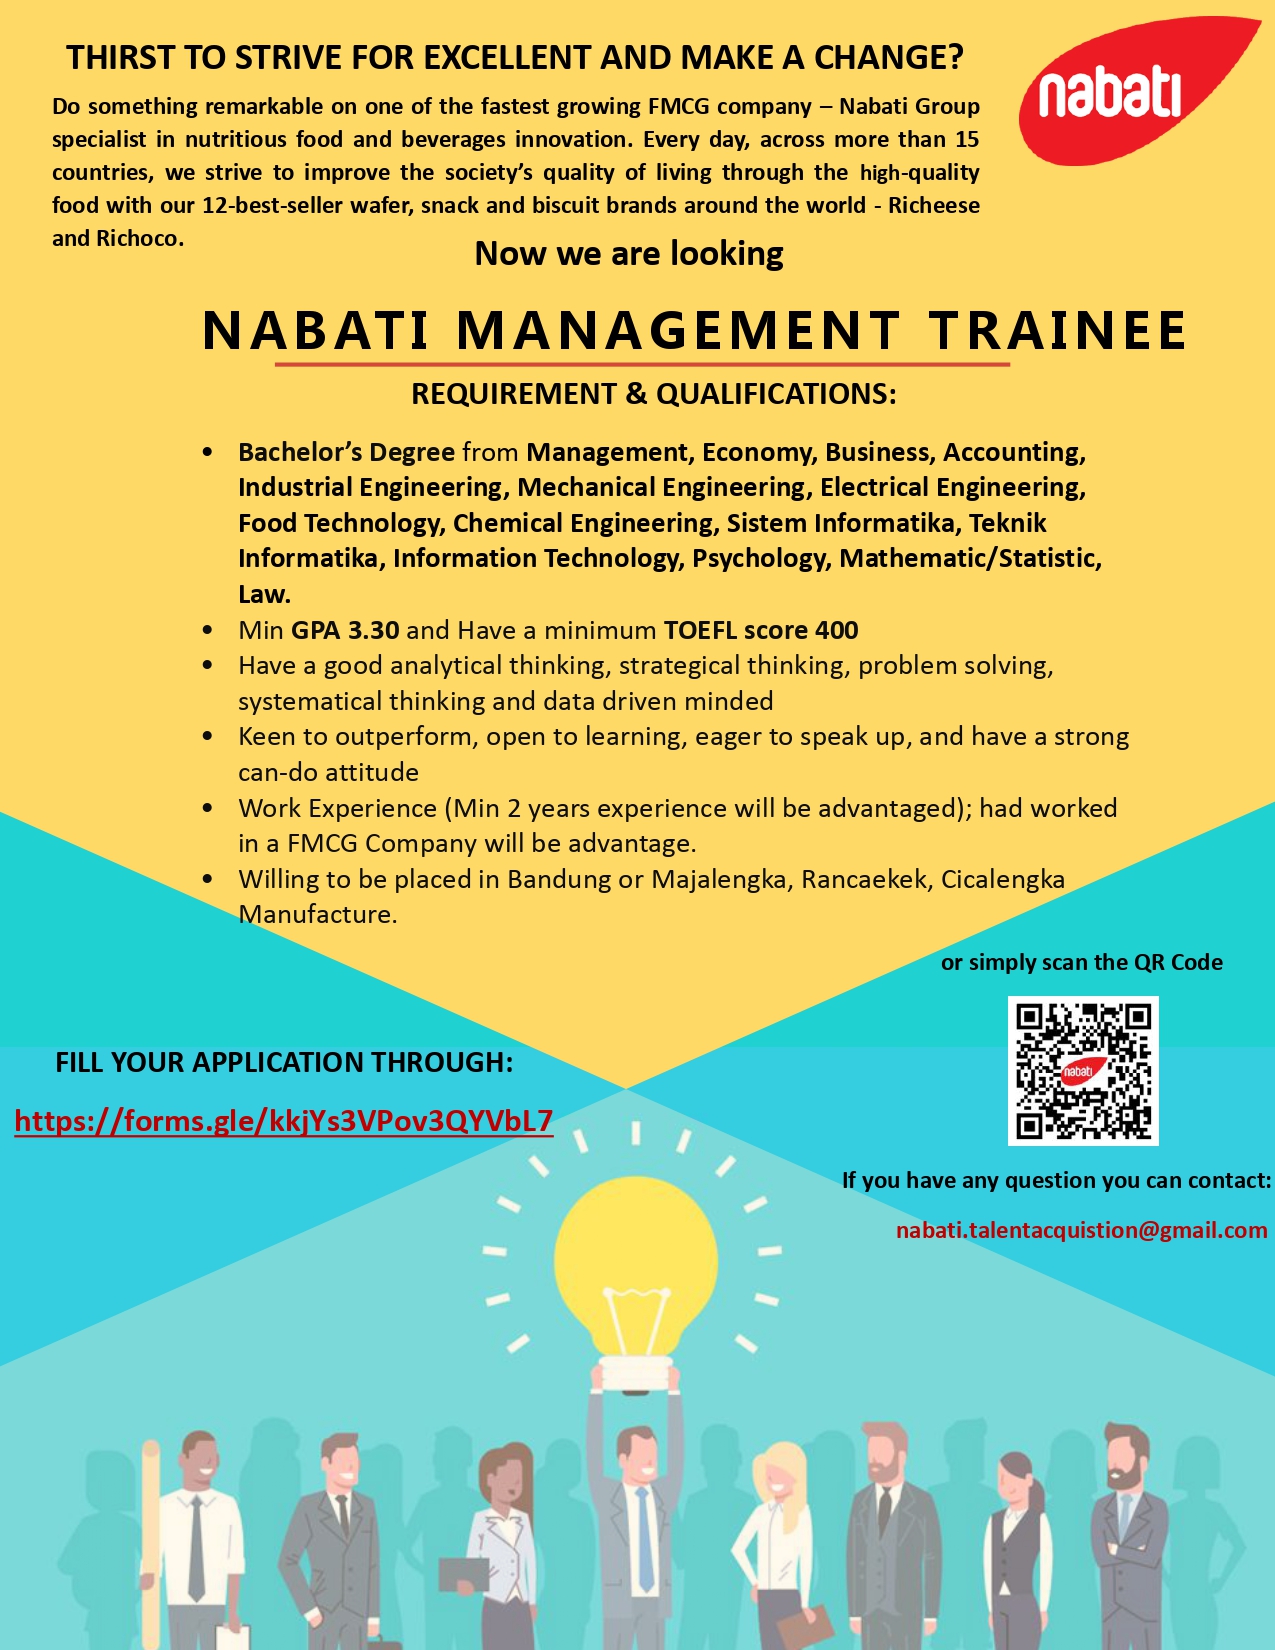 THIRST TO STRIVE FOR EXCELLENT AND MAKE A CHANGE?
nabati
Do something remarkable on one of the fastest growing FMCG company – Nabati Group
specialist in nutritious food and beverages innovation. Every day, across more than 15
countries, we strive to improve the society’s quality of living through the high-quality
food with our 12-best-seller wafer, snack and biscuit brands around the world - Richeese
and Richoco.
Now we are looking
NABATI MANAGEMENT TRAINEE
REQUIREMENT & QUALIFICATIONS:
• Bachelor’s Degree from Management, Economy, Business, Accounting,
Industrial Engineering, Mechanical Engineering, Electrical Engineering,
Food Technology, Chemical Engineering, Sistem Informatika, Teknik
Informatika, Information Technology, Psychology, Mathematic/Statistic,
Law.
• Min GPA 3.30 and Have a minimum TOEFL score 400
• Have a good analytical thinking, strategical thinking, problem solving,
systematical thinking and data driven minded
• Keen to outperform, open to learning, eager to speak up, and have a strong
can-do attitude
• Work Experience (Min 2 years experience will be advantaged); had worked
in a FMCG Company will be advantage.
• Willing to be placed in Bandung or Majalengka, Rancaekek, Cicalengka
Manufacture.
or simply scan the QR Code
nabati
FILL YOUR APPLICATION THROUGH:
https://forms.gle/kkjYs3VPov3QYVbL7
If you have any question you can contact:
nabati.talentacquistion@gmail.com